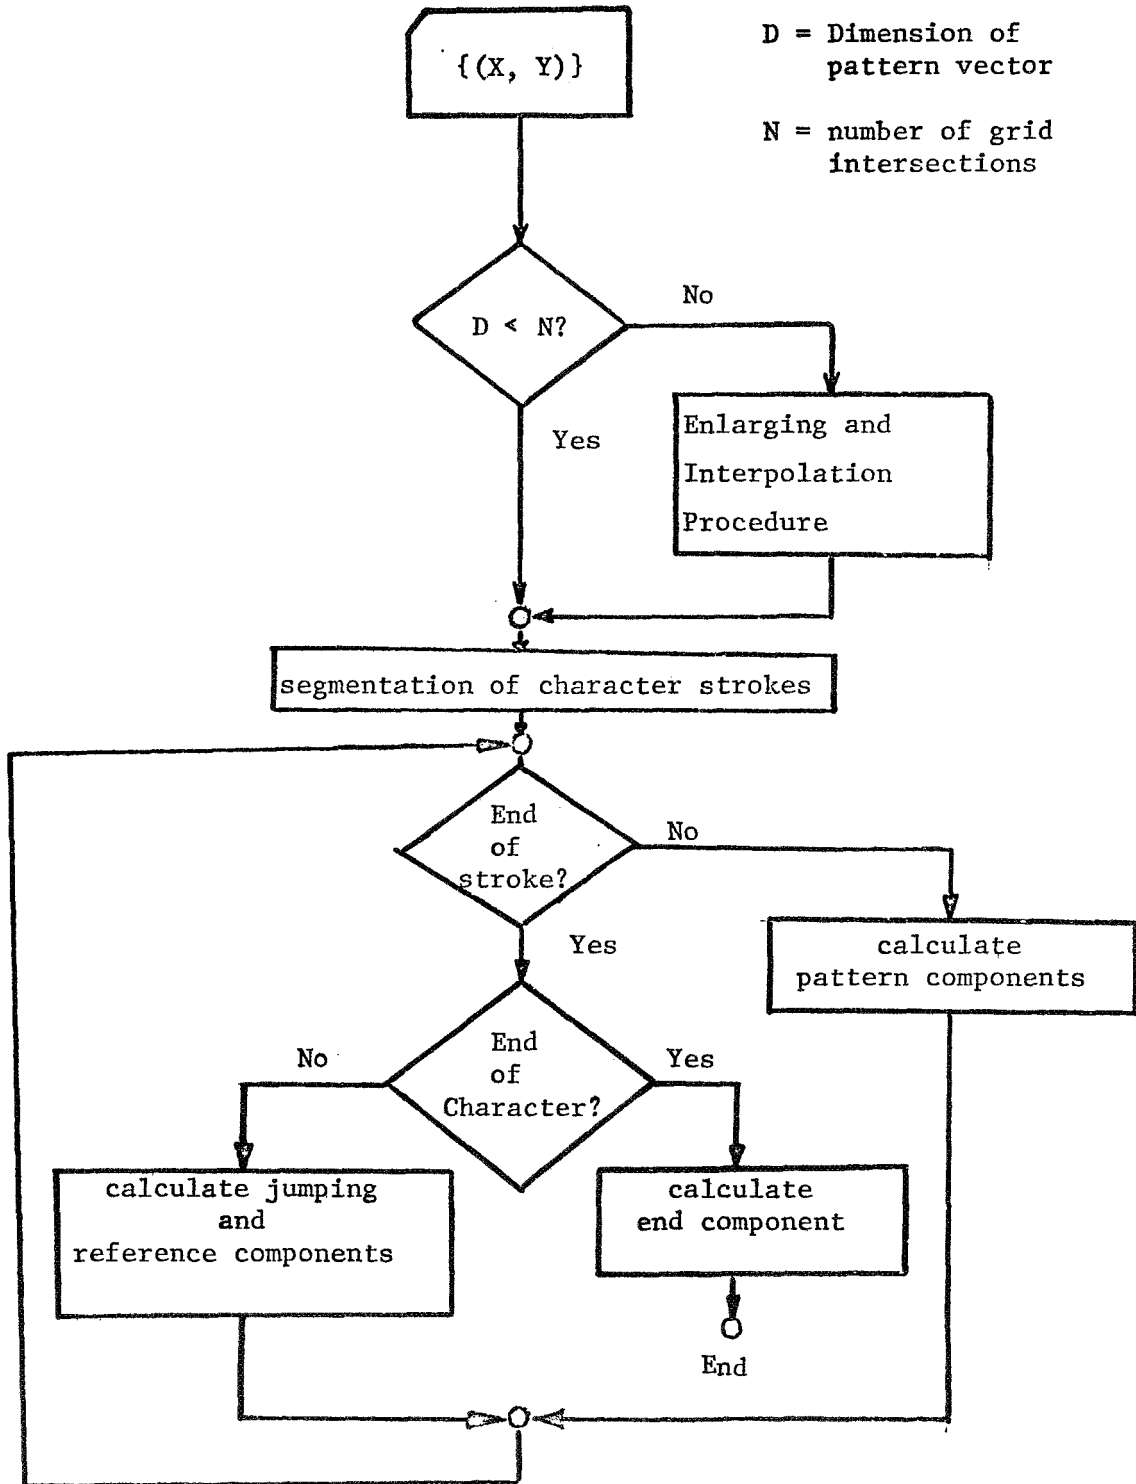 {(X, Y)}
D = Dimension of
pattern vector
N = number of grid
intersections
D < N?
No
Yes
Enlarging and
Interpolation
Procedure
segmentation of character strokes
End
of
stroke?
No
Yes
calculate
pattern components
End
of
Character?
No
Yes
calculate jumping
and
reference components
calculate
end component
End